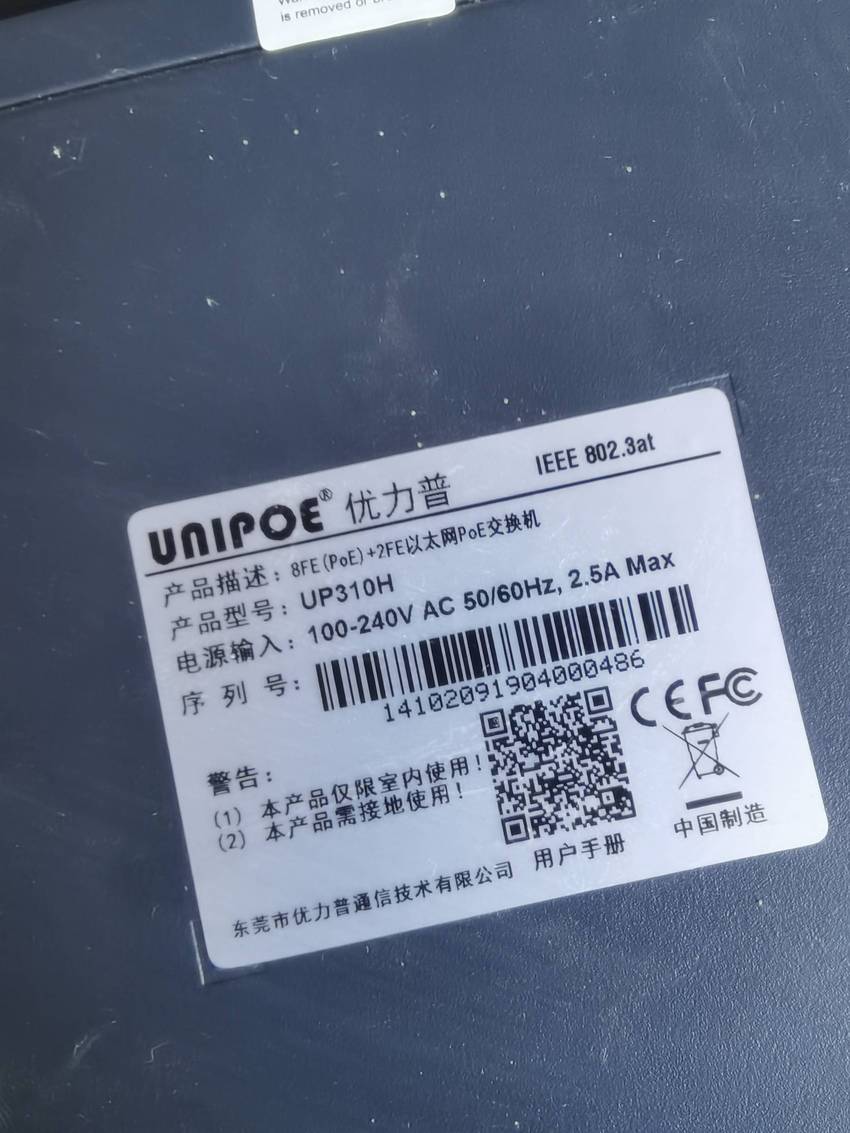 is removed or
UNIPOE® 优力普 IEEE 802.3at
产品描述：8FE(PoE)+2FE以太网PoE交换机
产品型号：UP310H
电源输入：100-240V AC 50/60Hz, 2.5A Max
序 列 号：
14102091904000486
CE FC
警告：
(1) 本产品仅限室内使用！
(2) 本产品需接地使用！
用户手册
中国制造
东莞市优力普通信技术有限公司